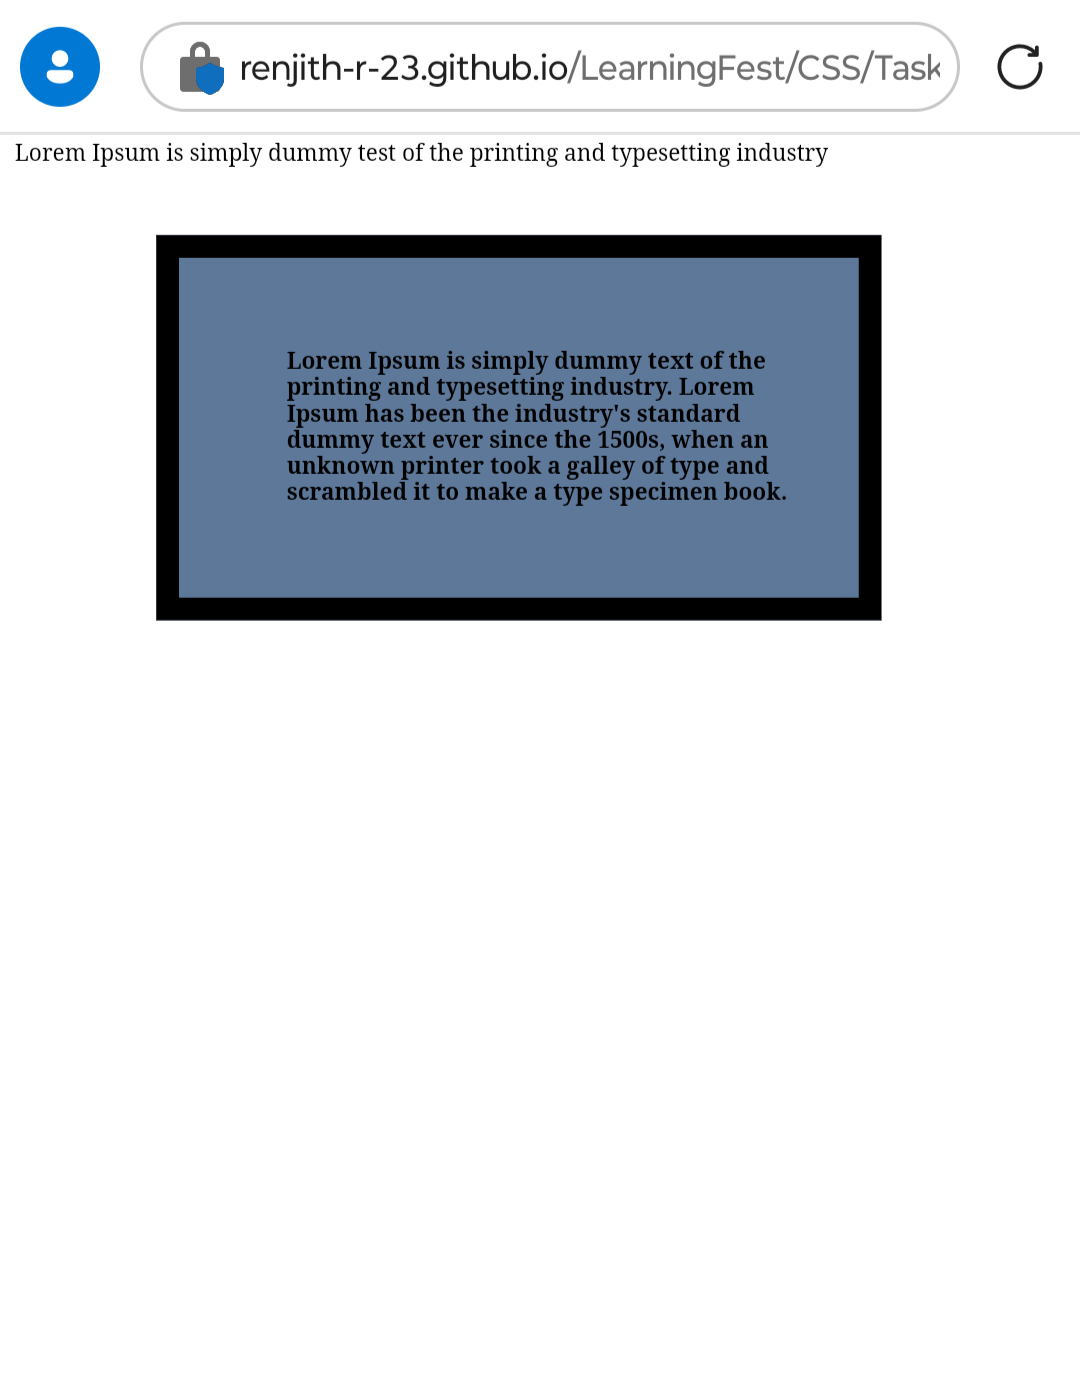 renjith-r-23.github.io/LearningFest/CSS/Task
Lorem Ipsum is simply dummy test of the printing and typesetting industry
Lorem Ipsum is simply dummy text of the
printing and typesetting industry. Lorem
Ipsum has been the industry's standard
dummy text ever since the 1500s, when an
unknown printer took a galley of type and
scrambled it to make a type specimen book.